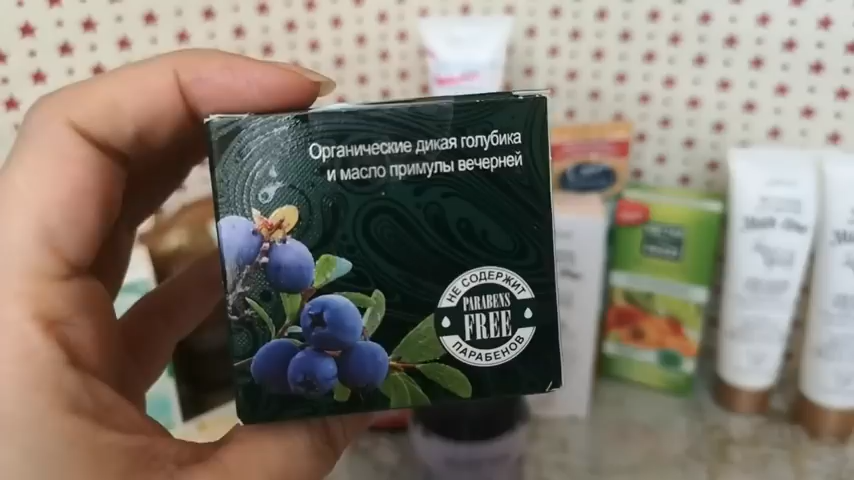 Органические дикая голубика
и масло примулы вечерней
НЕ СОДЕРЖИТ
PARABENS
FREE
ПАРАБЕНОВ